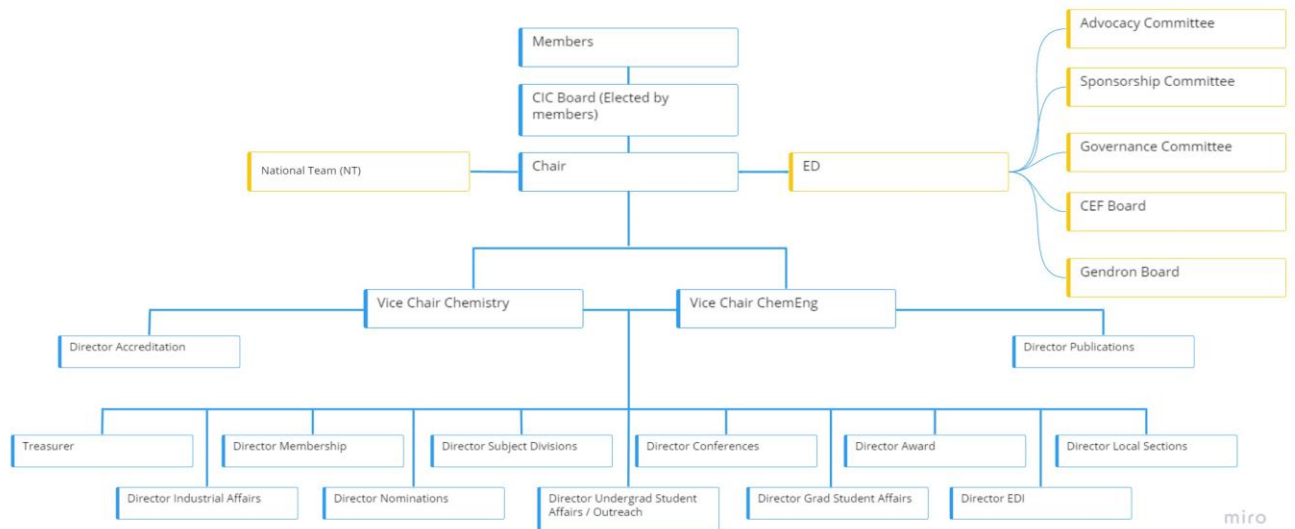 Advocacy Committee
Members
Sponsorship Committee
CIC Board (Elected by
members)
Governance Committee
National Team (NT)
Chair
ED
CEF Board
Gendron Board
Vice Chair Chemistry
Vice Chair ChemEng
Director Accreditation
Director Publications
Treasurer
Director Membership
Director Subject Divisions
Director Conferences
Director Award
Director Local Sections
Director Industrial Affairs
Director Nominations
Director Undergrad Student
Affairs / Outreach
Director Grad Student Affairs
Director EDI
miro